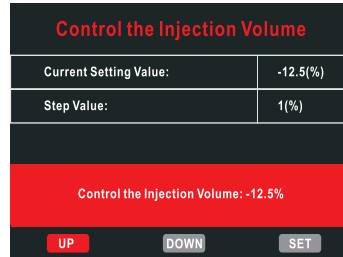 Control the Injection Volume
Current Setting Value: -12.5(%)
Step Value: 1(%)
Control the Injection Volume: -12.5%
UP DOWN SET